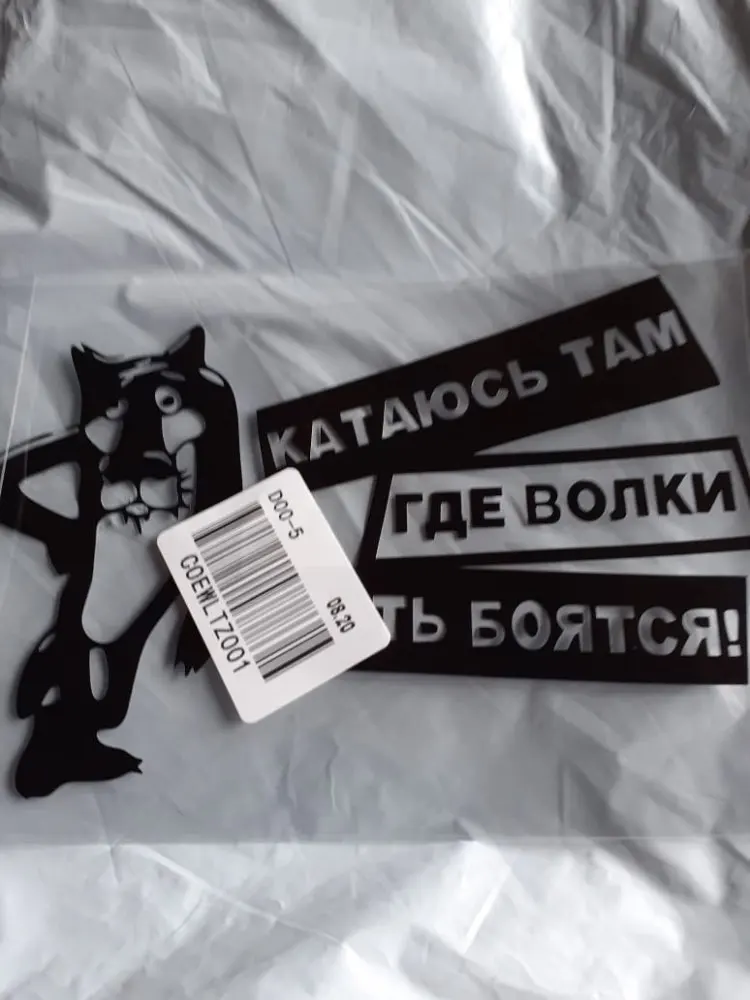 КАТАЮСЬ ТАМ
ГДЕ ВОЛКИ
ТЬ БОЯТСЯ!
D00-5
08.20
COEWLTZ001